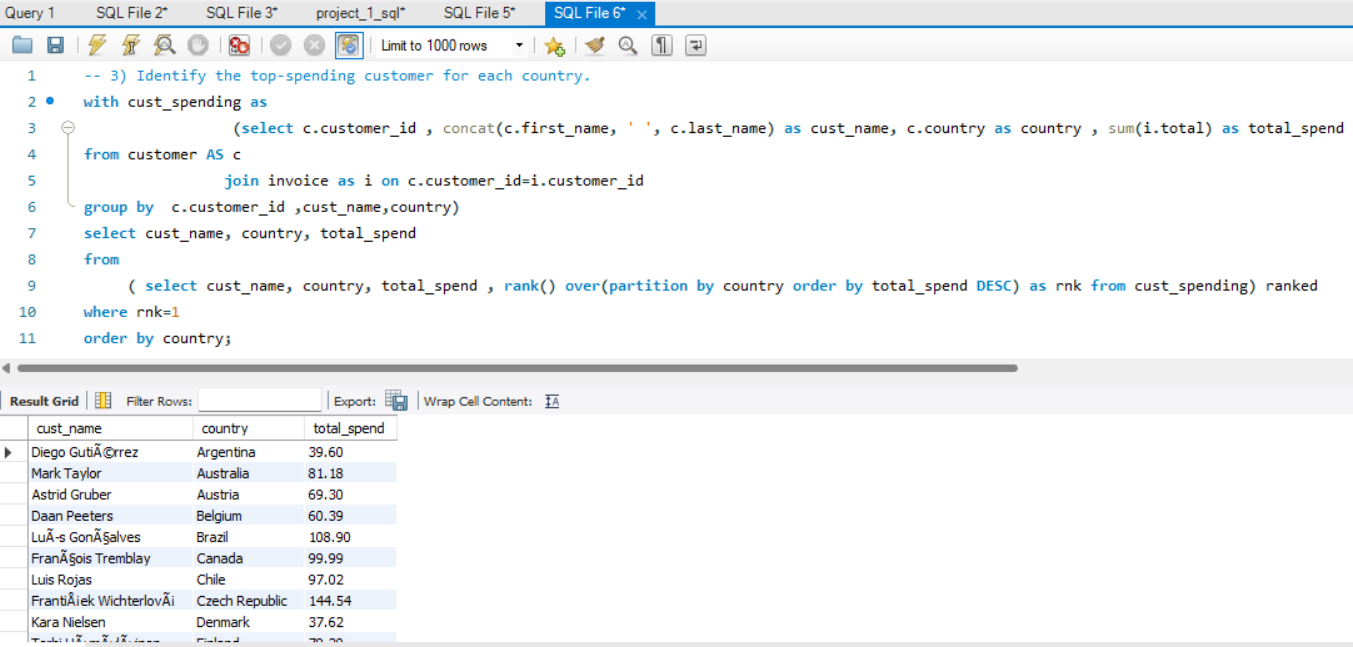 Query 1 SQL File 2* SQL File 3* project_1_sql* SQL File 5* SQL File 6*
Limit to 1000 rows
1 -- 3) Identify the top-spending customer for each country.
2 with cust_spending as
3 (select c.customer_id , concat(c.first_name, ' ', c.last_name) as cust_name, c.country as country , sum(i.total) as total_spend
4 from customer AS c
5 join invoice as i on c.customer_id=i.customer_id
6 group by  c.customer_id ,cust_name,country)
7 select cust_name, country, total_spend
8 from
9 ( select cust_name, country, total_spend , rank() over(partition by country order by total_spend DESC) as rnk from cust_spending) ranked
10 where rnk=1
11 order by country;
Result Grid Filter Rows: Export: Wrap Cell Content:
cust_name country total_spend
Diego GutiÃ©rrez Argentina 39.60
Mark Taylor Australia 81.18
Astrid Gruber Austria 69.30
Daan Peeters Belgium 60.39
LuÃ-s GonÃ§alves Brazil 108.90
FranÃ§ois Tremblay Canada 99.99
Luis Rojas Chile 97.02
FrantiÅ¡ek WichterlovÃ¡ Czech Republic 144.54
Kara Nielsen Denmark 37.62
Finland 79.20